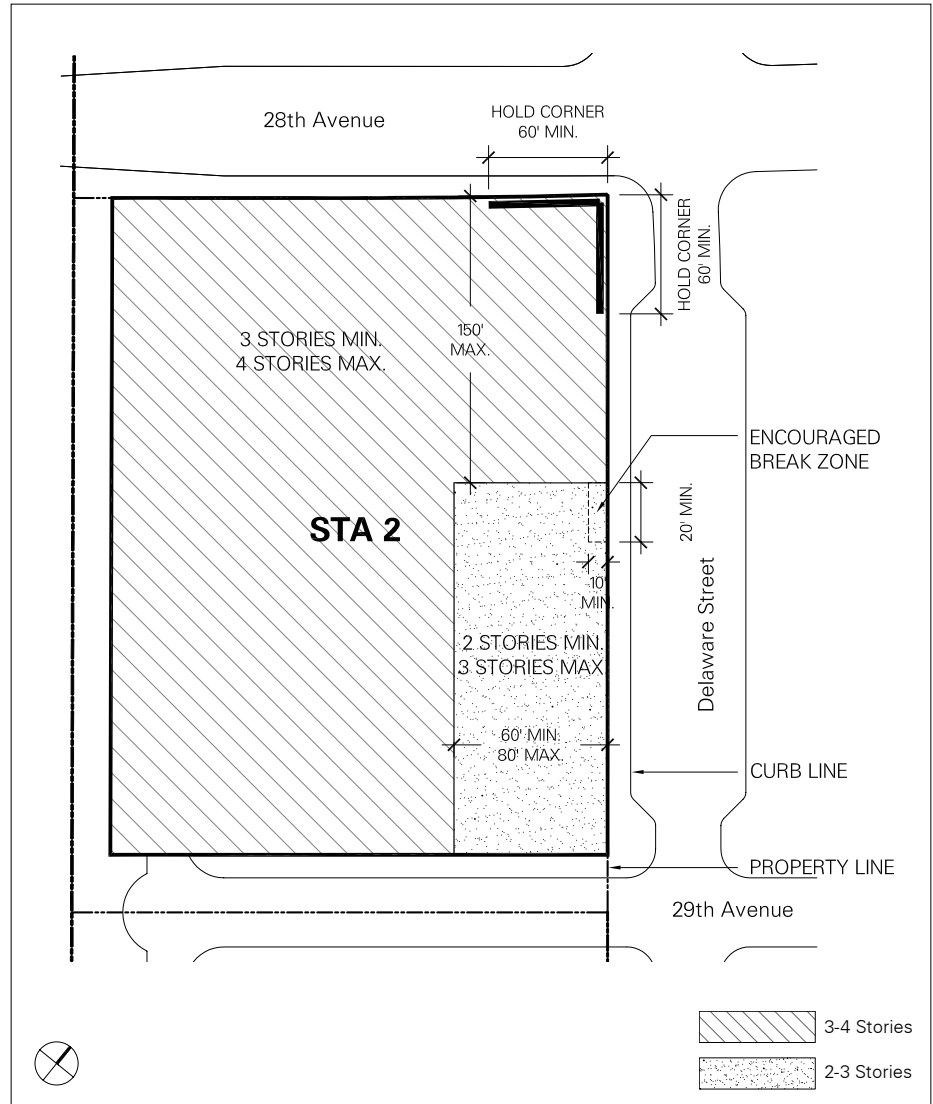 28th Avenue
HOLD CORNER
60' MIN.
HOLD CORNER
60' MIN.
3 STORIES MIN.
4 STORIES MAX.
150'
MAX.
ENCOURAGED
BREAK ZONE
STA 2
20' MIN.
10'
MIN.
Delaware Street
2 STORIES MIN.
3 STORIES MAX
60' MIN.
80' MAX.
CURB LINE
PROPERTY LINE
29th Avenue
3-4 Stories
2-3 Stories